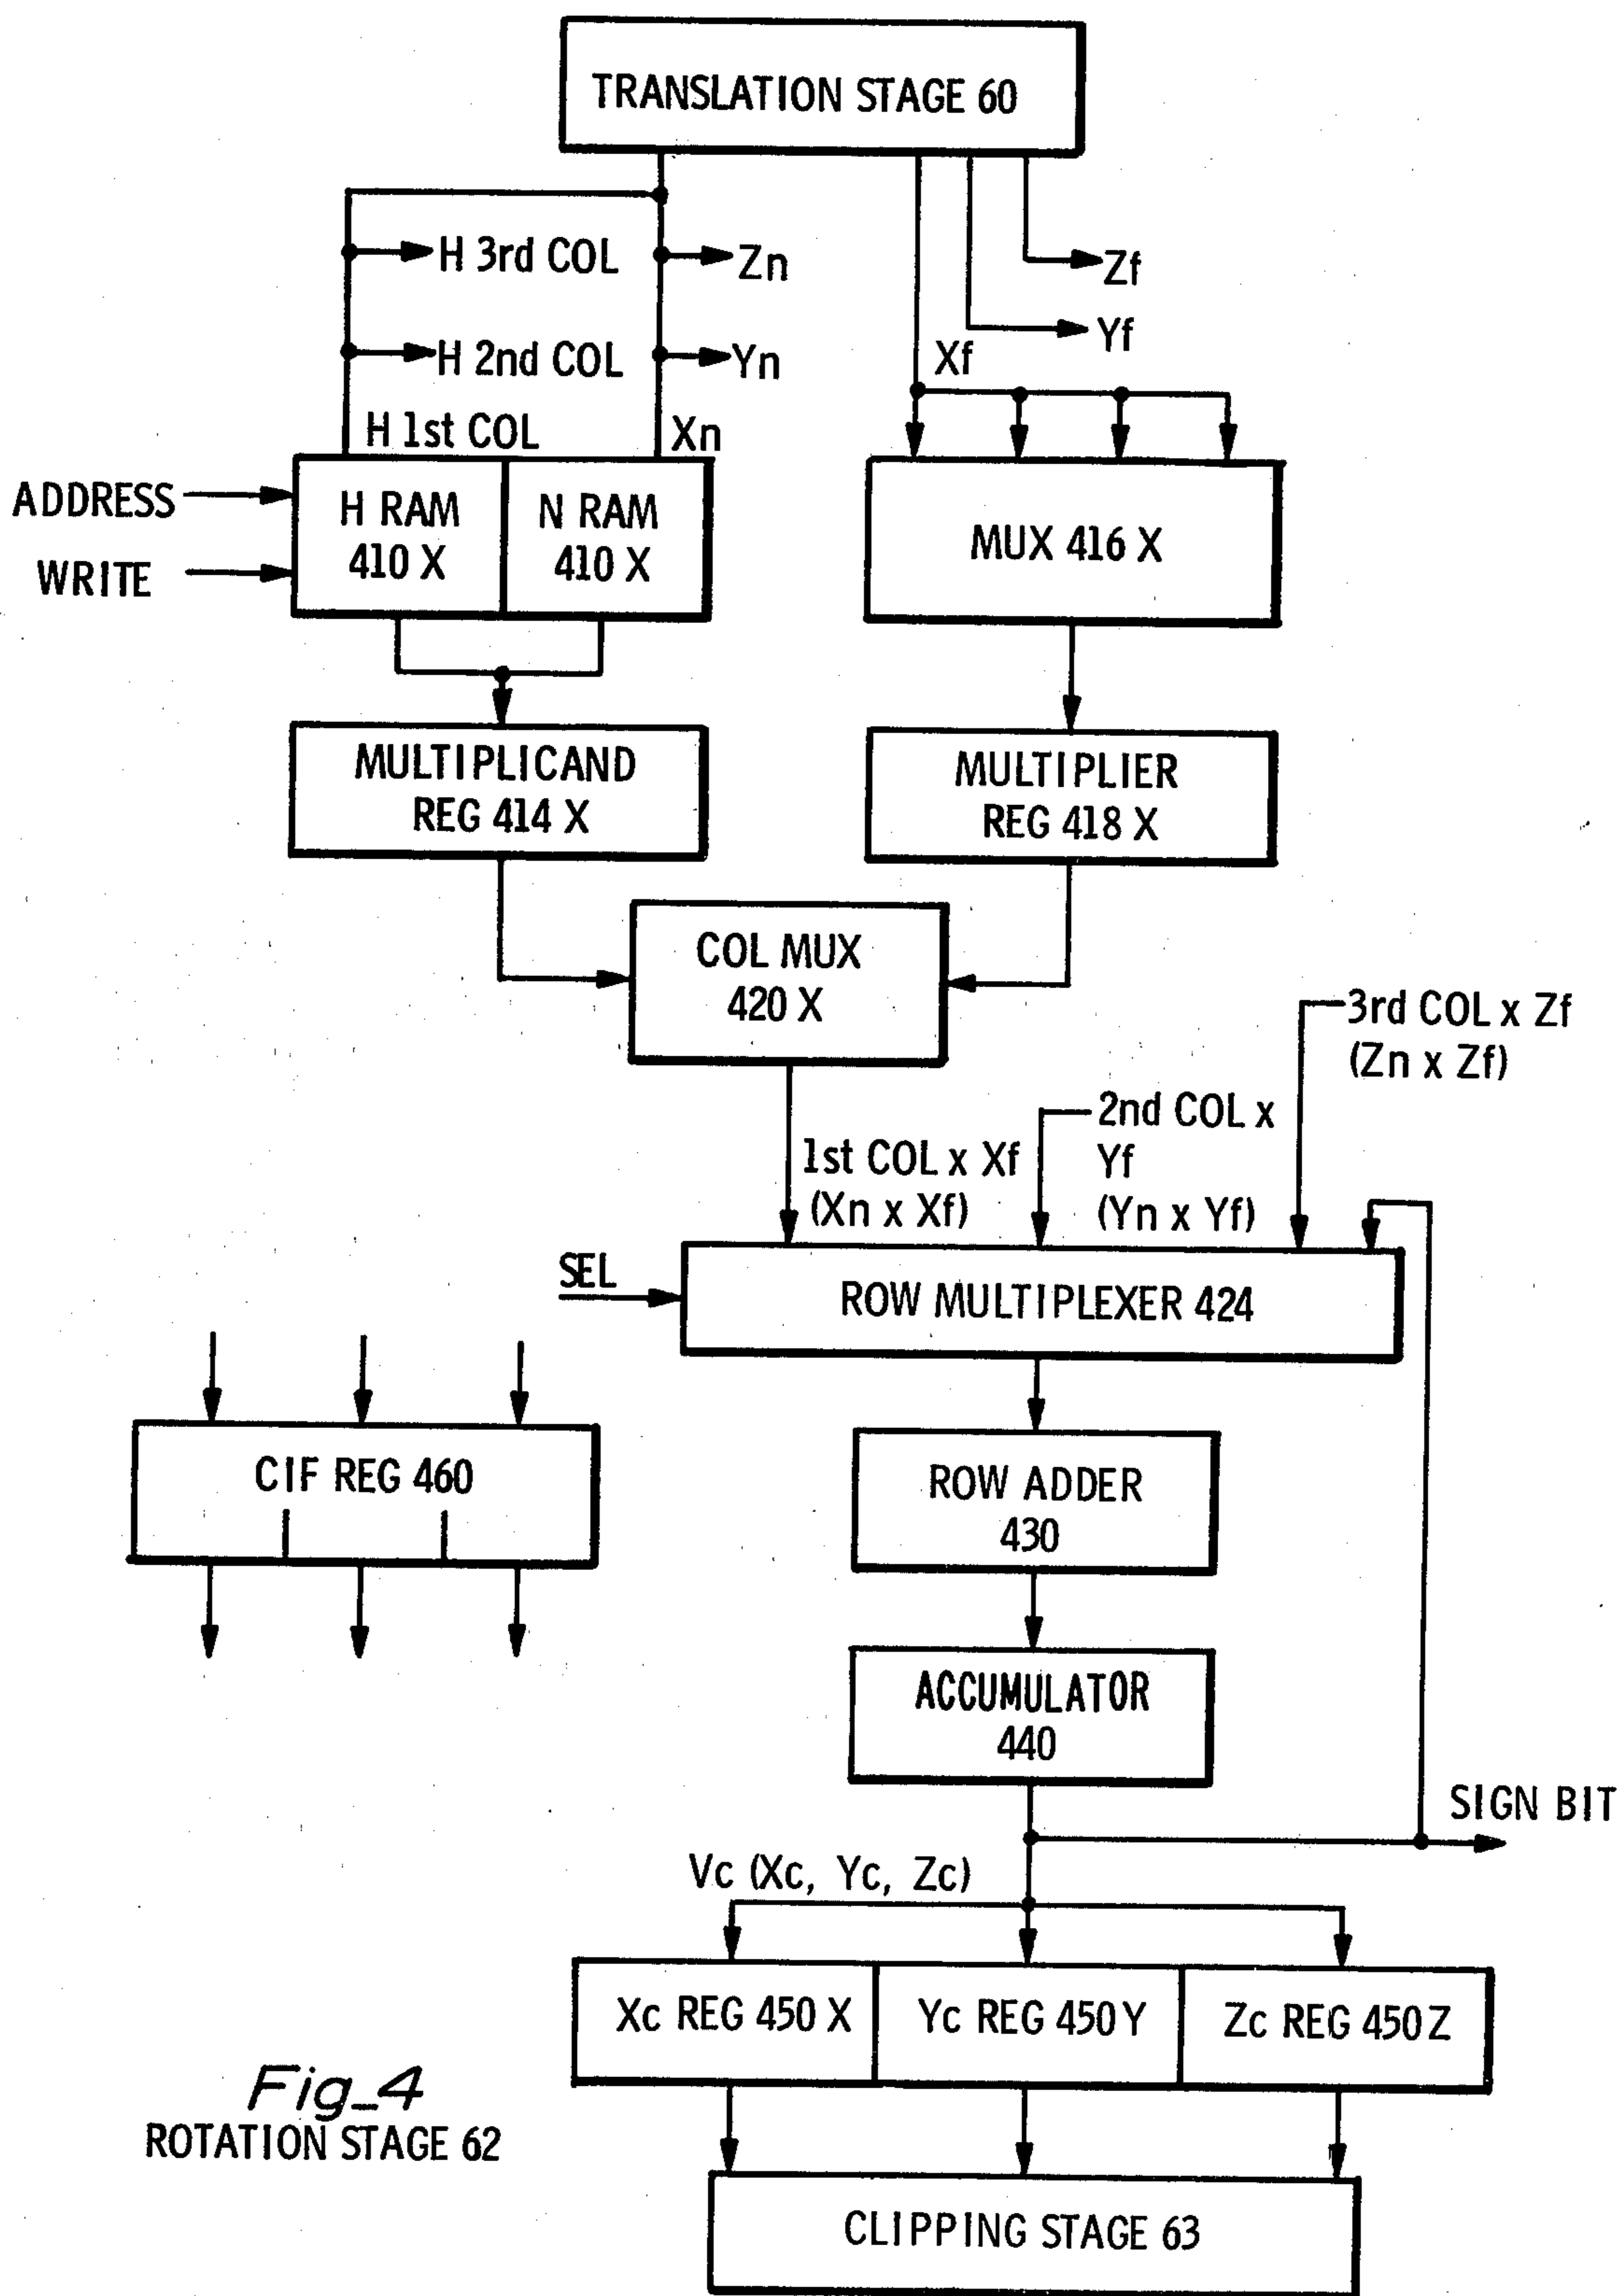 TRANSLATION STAGE 60
H 3rd COL
Zn
Zf
H 2nd COL
Yn
Xf
Yf
H 1st COL
Xn
ADDRESS
WRITE
H RAM
410 X
N RAM
410 X
MUX 416 X
MULTIPLICAND
REG 414 X
MULTIPLIER
REG 418 X
COL MUX
420 X
3rd COL x Zf
(Zn x Zf)
2nd COL x
Yf
(Yn x Yf)
1st COL x Xf
(Xn x Xf)
SEL
ROW MULTIPLEXER 424
CIF REG 460
ROW ADDER
430
ACCUMULATOR
440
SIGN BIT
Vc (Xc, Yc, Zc)
Xc REG 450 X
Yc REG 450 Y
Zc REG 450 Z
Fig_4
ROTATION STAGE 62
CLIPPING STAGE 63